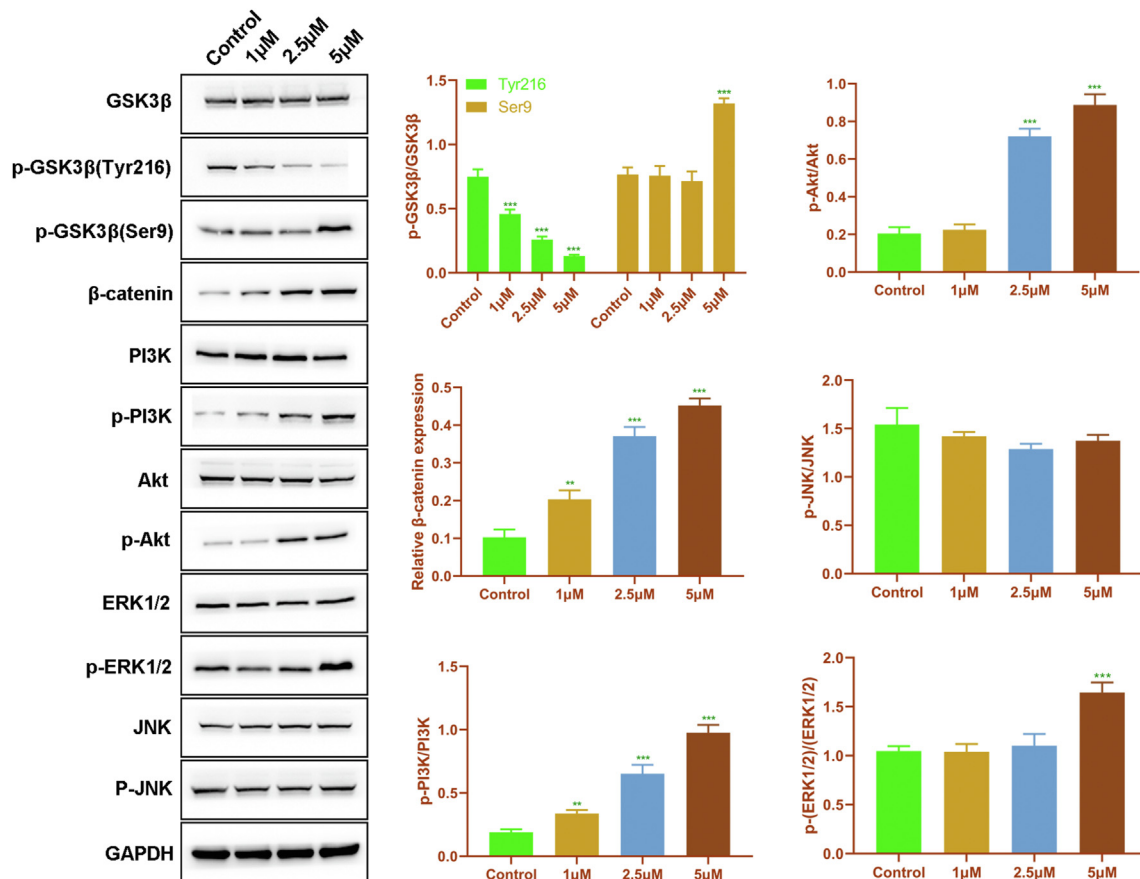 Control
1μM
2.5μM
5μM
GSK3β
p-GSK3β(Tyr216)
p-GSK3β(Ser9)
β-catenin
PI3K
p-PI3K
Akt
p-Akt
ERK1/2
p-ERK1/2
JNK
P-JNK
GAPDH
p-GSK3β/GSK3β
1.5
1.0
0.5
0.0
Tyr216
Ser9
***
***
***
***
Control
1μM
2.5μM
5μM
Control
1μM
2.5μM
5μM
p-Akt/Akt
1.0
0.8
0.6
0.4
0.2
0.0
***
***
Control
1μM
2.5μM
5μM
Relative β-catenin expression
0.5
0.4
0.3
0.2
0.1
0.0
**
***
***
Control
1μM
2.5μM
5μM
p-JNK/JNK
2.0
1.5
1.0
1.5
0.0
Control
1μM
2.5μM
5μM
p-PI3K/PI3K
1.5
1.0
0.5
0.0
**
***
***
Control
1μM
2.5μM
5μM
p-(ERK1/2)/(ERK1/2)
2.0
1.5
1.0
1.5
0.0
***
Control
1μM
2.5μM
5μM